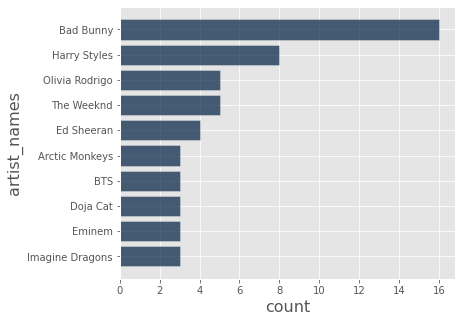 Bad Bunny
Harry Styles
Olivia Rodrigo
The Weeknd
Ed Sheeran
Arctic Monkeys
BTS
Doja Cat
Eminem
Imagine Dragons
artist_names
0 2 4 6 8 10 12 14 16
count